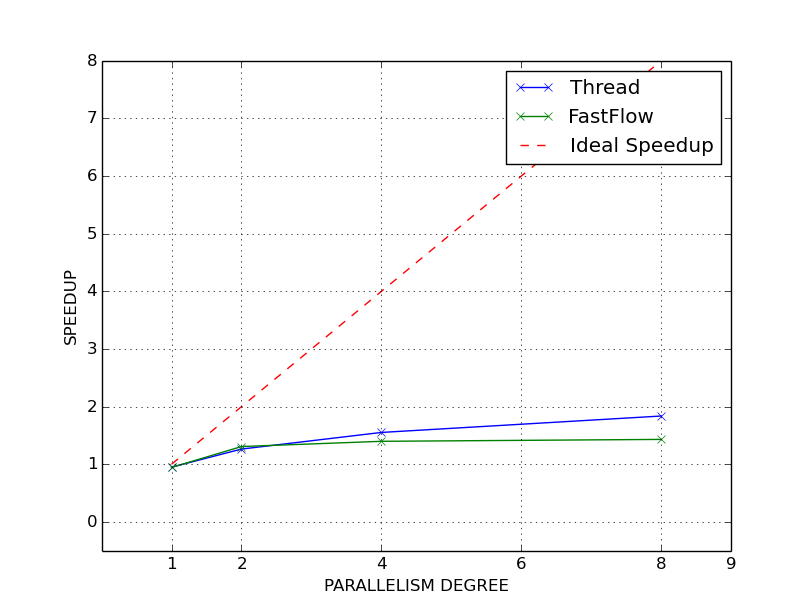 8
7
6
5
4
3
2
1
0
SPEEDUP
Thread
FastFlow
Ideal Speedup
1 2 4 6 8 9
PARALLELISM DEGREE